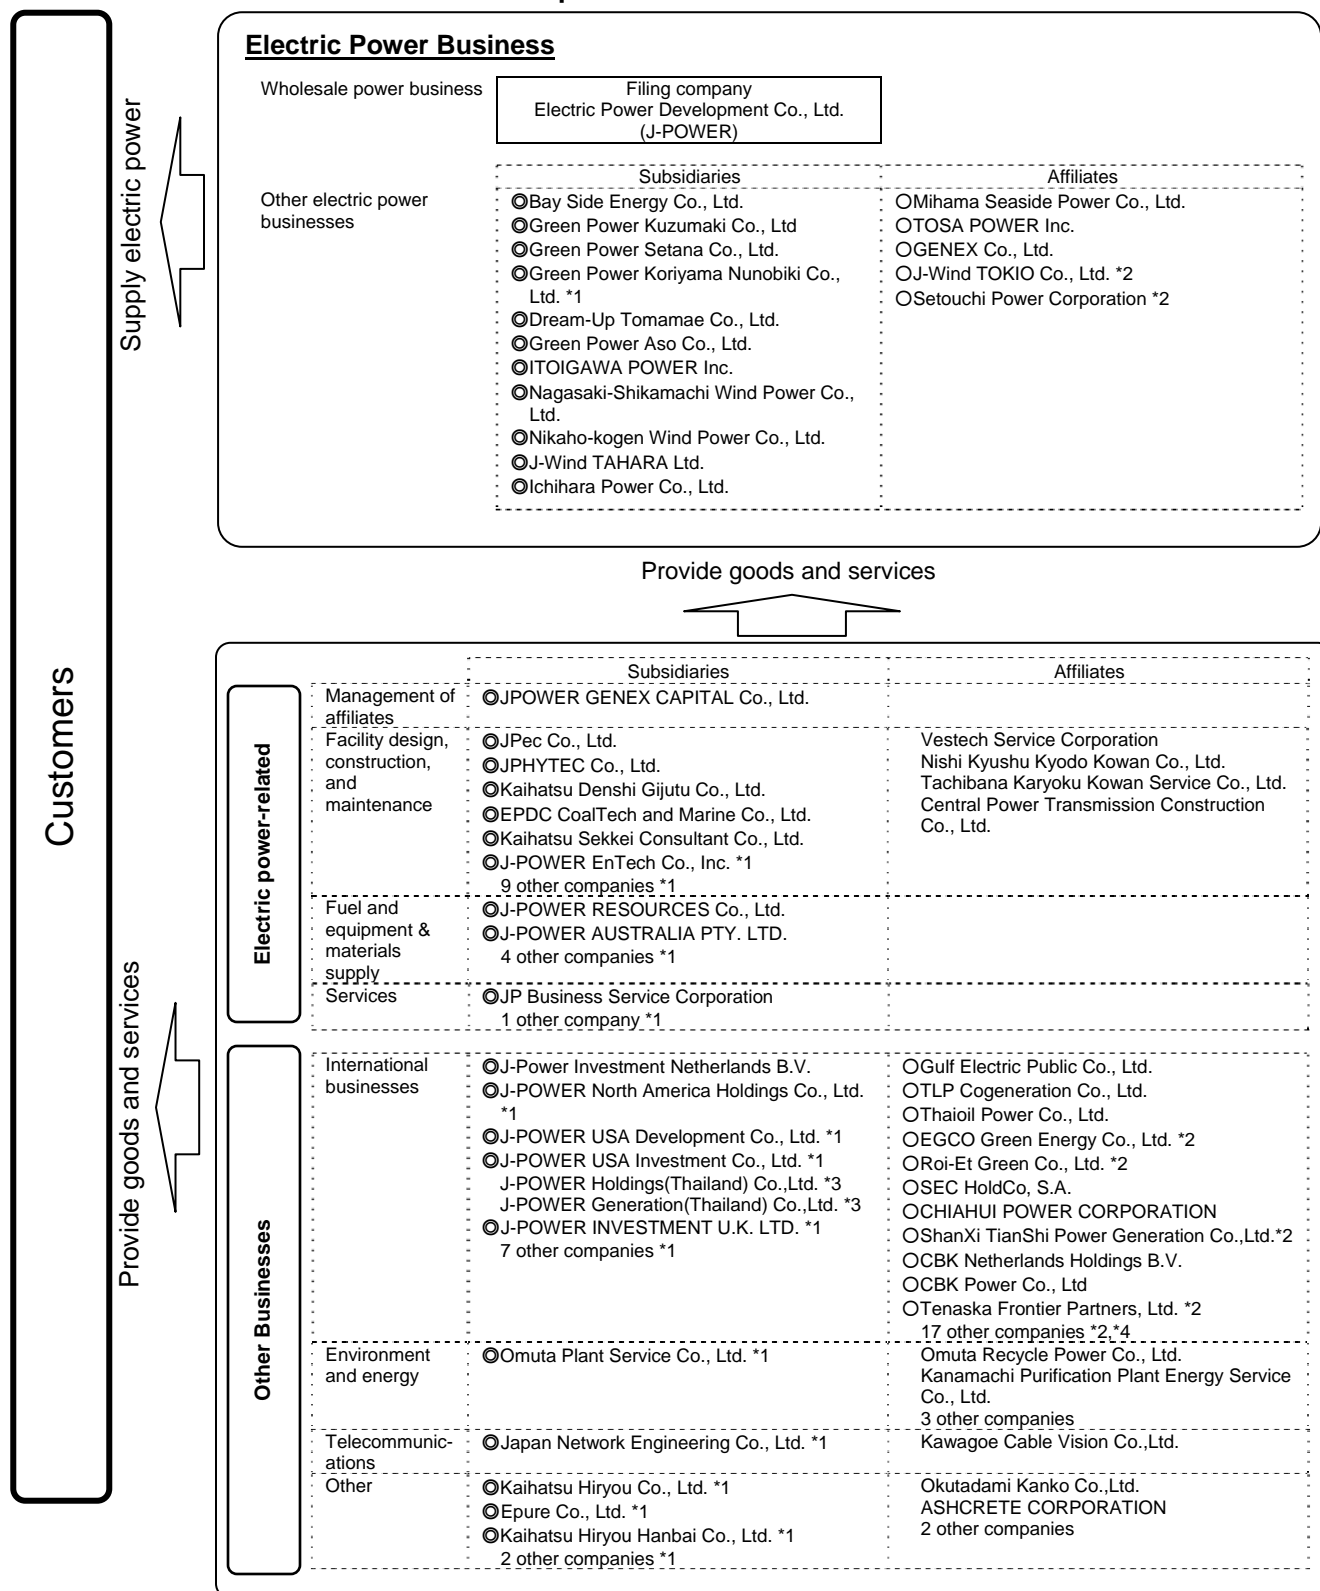 Electric Power Business
Wholesale power business
Filing company
Electric Power Development Co., Ltd.
(J-POWER)
Supply electric power
Subsidiaries
Affiliates
Other electric power
businesses
◎Bay Side Energy Co., Ltd.
◎Green Power Kuzumaki Co., Ltd
◎Green Power Setana Co., Ltd.
◎Green Power Koriyama Nunobiki Co.,
Ltd. *1
◎Dream-Up Tomamae Co., Ltd.
◎Green Power Aso Co., Ltd.
◎ITOIGAWA POWER Inc.
◎Nagasaki-Shikamachi Wind Power Co.,
Ltd.
◎Nikaho-kogen Wind Power Co., Ltd.
◎J-Wind TAHARA Ltd.
◎Ichihara Power Co., Ltd.
○Mihama Seaside Power Co., Ltd.
○TOSA POWER Inc.
○GENEX Co., Ltd.
○J-Wind TOKIO Co., Ltd. *2
○Setouchi Power Corporation *2
Provide goods and services
Customers
Provide goods and services
Subsidiaries
Affiliates
Electric power-related
Management of
affiliates
◎JPOWER GENEX CAPITAL Co., Ltd.
Facility design,
construction,
and
maintenance
◎JPec Co., Ltd.
◎JPHYTEC Co., Ltd.
◎Kaihatsu Denshi Gijutu Co., Ltd.
◎EPDC CoalTech and Marine Co., Ltd.
◎Kaihatsu Sekkei Consultant Co., Ltd.
◎J-POWER EnTech Co., Inc. *1
9 other companies *1
Vestech Service Corporation
Nishi Kyushu Kyodo Kowan Co., Ltd.
Tachibana Karyoku Kowan Service Co., Ltd.
Central Power Transmission Construction
Co., Ltd.
Fuel and
equipment &
materials
supply
◎J-POWER RESOURCES Co., Ltd.
◎J-POWER AUSTRALIA PTY. LTD.
4 other companies *1
Services
◎JP Business Service Corporation
1 other company *1
Other Businesses
International
businesses
◎J-Power Investment Netherlands B.V.
◎J-POWER North America Holdings Co., Ltd.
*1
◎J-POWER USA Development Co., Ltd. *1
◎J-POWER USA Investment Co., Ltd. *1
J-POWER Holdings(Thailand) Co.,Ltd. *3
J-POWER Generation(Thailand) Co.,Ltd. *3
◎J-POWER INVESTMENT U.K. LTD. *1
7 other companies *1
○Gulf Electric Public Co., Ltd.
○TLP Cogeneration Co., Ltd.
○Thaioil Power Co., Ltd.
○EGCO Green Energy Co., Ltd. *2
○Roi-Et Green Co., Ltd. *2
○SEC HoldCo, S.A.
○CHIAHUI POWER CORPORATION
○ShanXi TianShi Power Generation Co.,Ltd.*2
○CBK Netherlands Holdings B.V.
○CBK Power Co., Ltd
○Tenaska Frontier Partners, Ltd. *2
17 other companies *2,*4
Environment
and energy
◎Omuta Plant Service Co., Ltd. *1
Omuta Recycle Power Co., Ltd.
Kanamachi Purification Plant Energy Service
Co., Ltd.
3 other companies
Telecommunic-
ations
◎Japan Network Engineering Co., Ltd. *1
Kawagoe Cable Vision Co.,Ltd.
Other
◎Kaihatsu Hiryou Co., Ltd. *1
◎Epure Co., Ltd. *1
◎Kaihatsu Hiryou Hanbai Co., Ltd. *1
2 other companies *1
Okutadami Kanko Co.,Ltd.
ASHCRETE CORPORATION
2 other companies